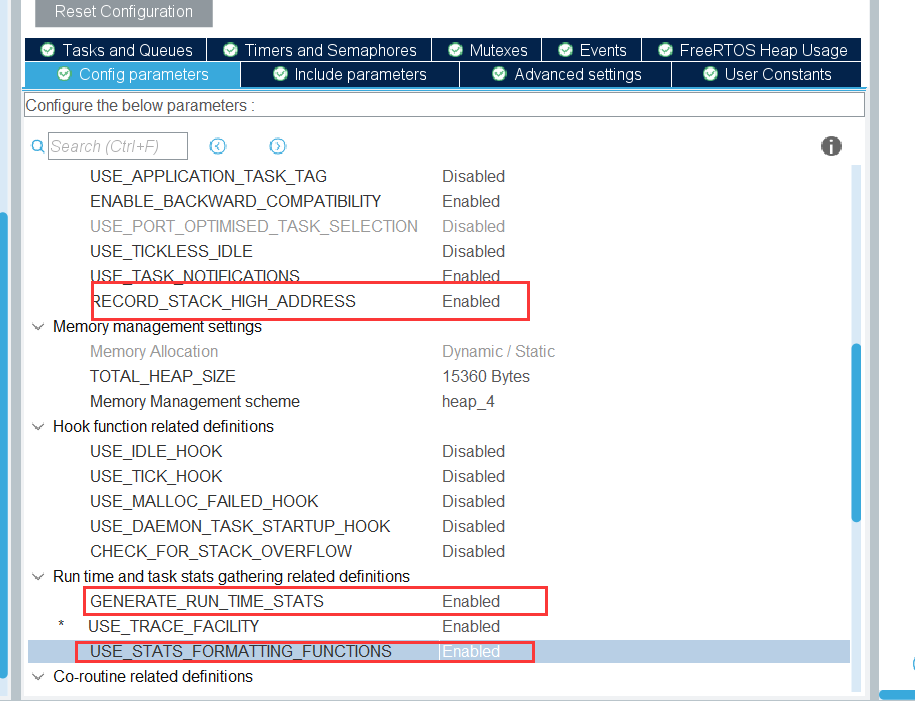 Reset Configuration
Tasks and Queues Timers and Semaphores Mutexes Events FreeRTOS Heap Usage
Config parameters Include parameters Advanced settings User Constants
Configure the below parameters :
Search (Ctrl+F)
USE_APPLICATION_TASK_TAG Disabled
ENABLE_BACKWARD_COMPATIBILITY Enabled
USE_PORT_OPTIMISED_TASK_SELECTION Disabled
USE_TICKLESS_IDLE Disabled
USE_TASK_NOTIFICATIONS Enabled
RECORD_STACK_HIGH_ADDRESS Enabled
Memory management settings
Memory Allocation Dynamic / Static
TOTAL_HEAP_SIZE 15360 Bytes
Memory Management scheme heap_4
Hook function related definitions
USE_IDLE_HOOK Disabled
USE_TICK_HOOK Disabled
USE_MALLOC_FAILED_HOOK Disabled
USE_DAEMON_TASK_STARTUP_HOOK Disabled
CHECK_FOR_STACK_OVERFLOW Disabled
Run time and task stats gathering related definitions
GENERATE_RUN_TIME_STATS Enabled
* USE_TRACE_FACILITY Enabled
USE_STATS_FORMATTING_FUNCTIONS Enabled
Co-routine related definitions